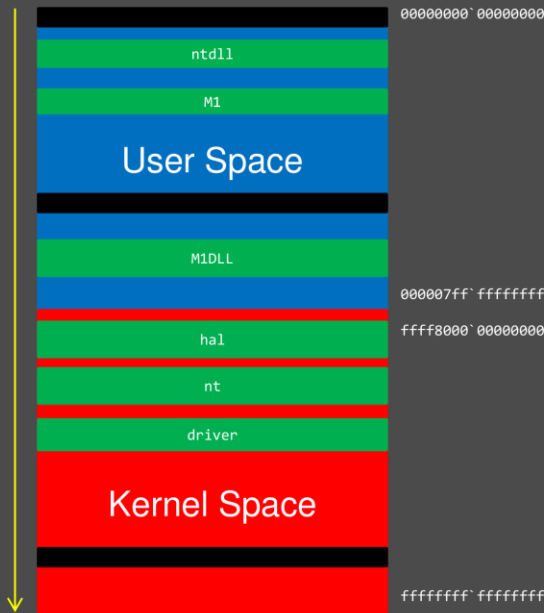 00000000`00000000
ntdll
M1
User Space
M1DLL
000007ff`ffffffff
ffff8000`00000000
hal
nt
driver
Kernel Space
ffffffff`ffffffff